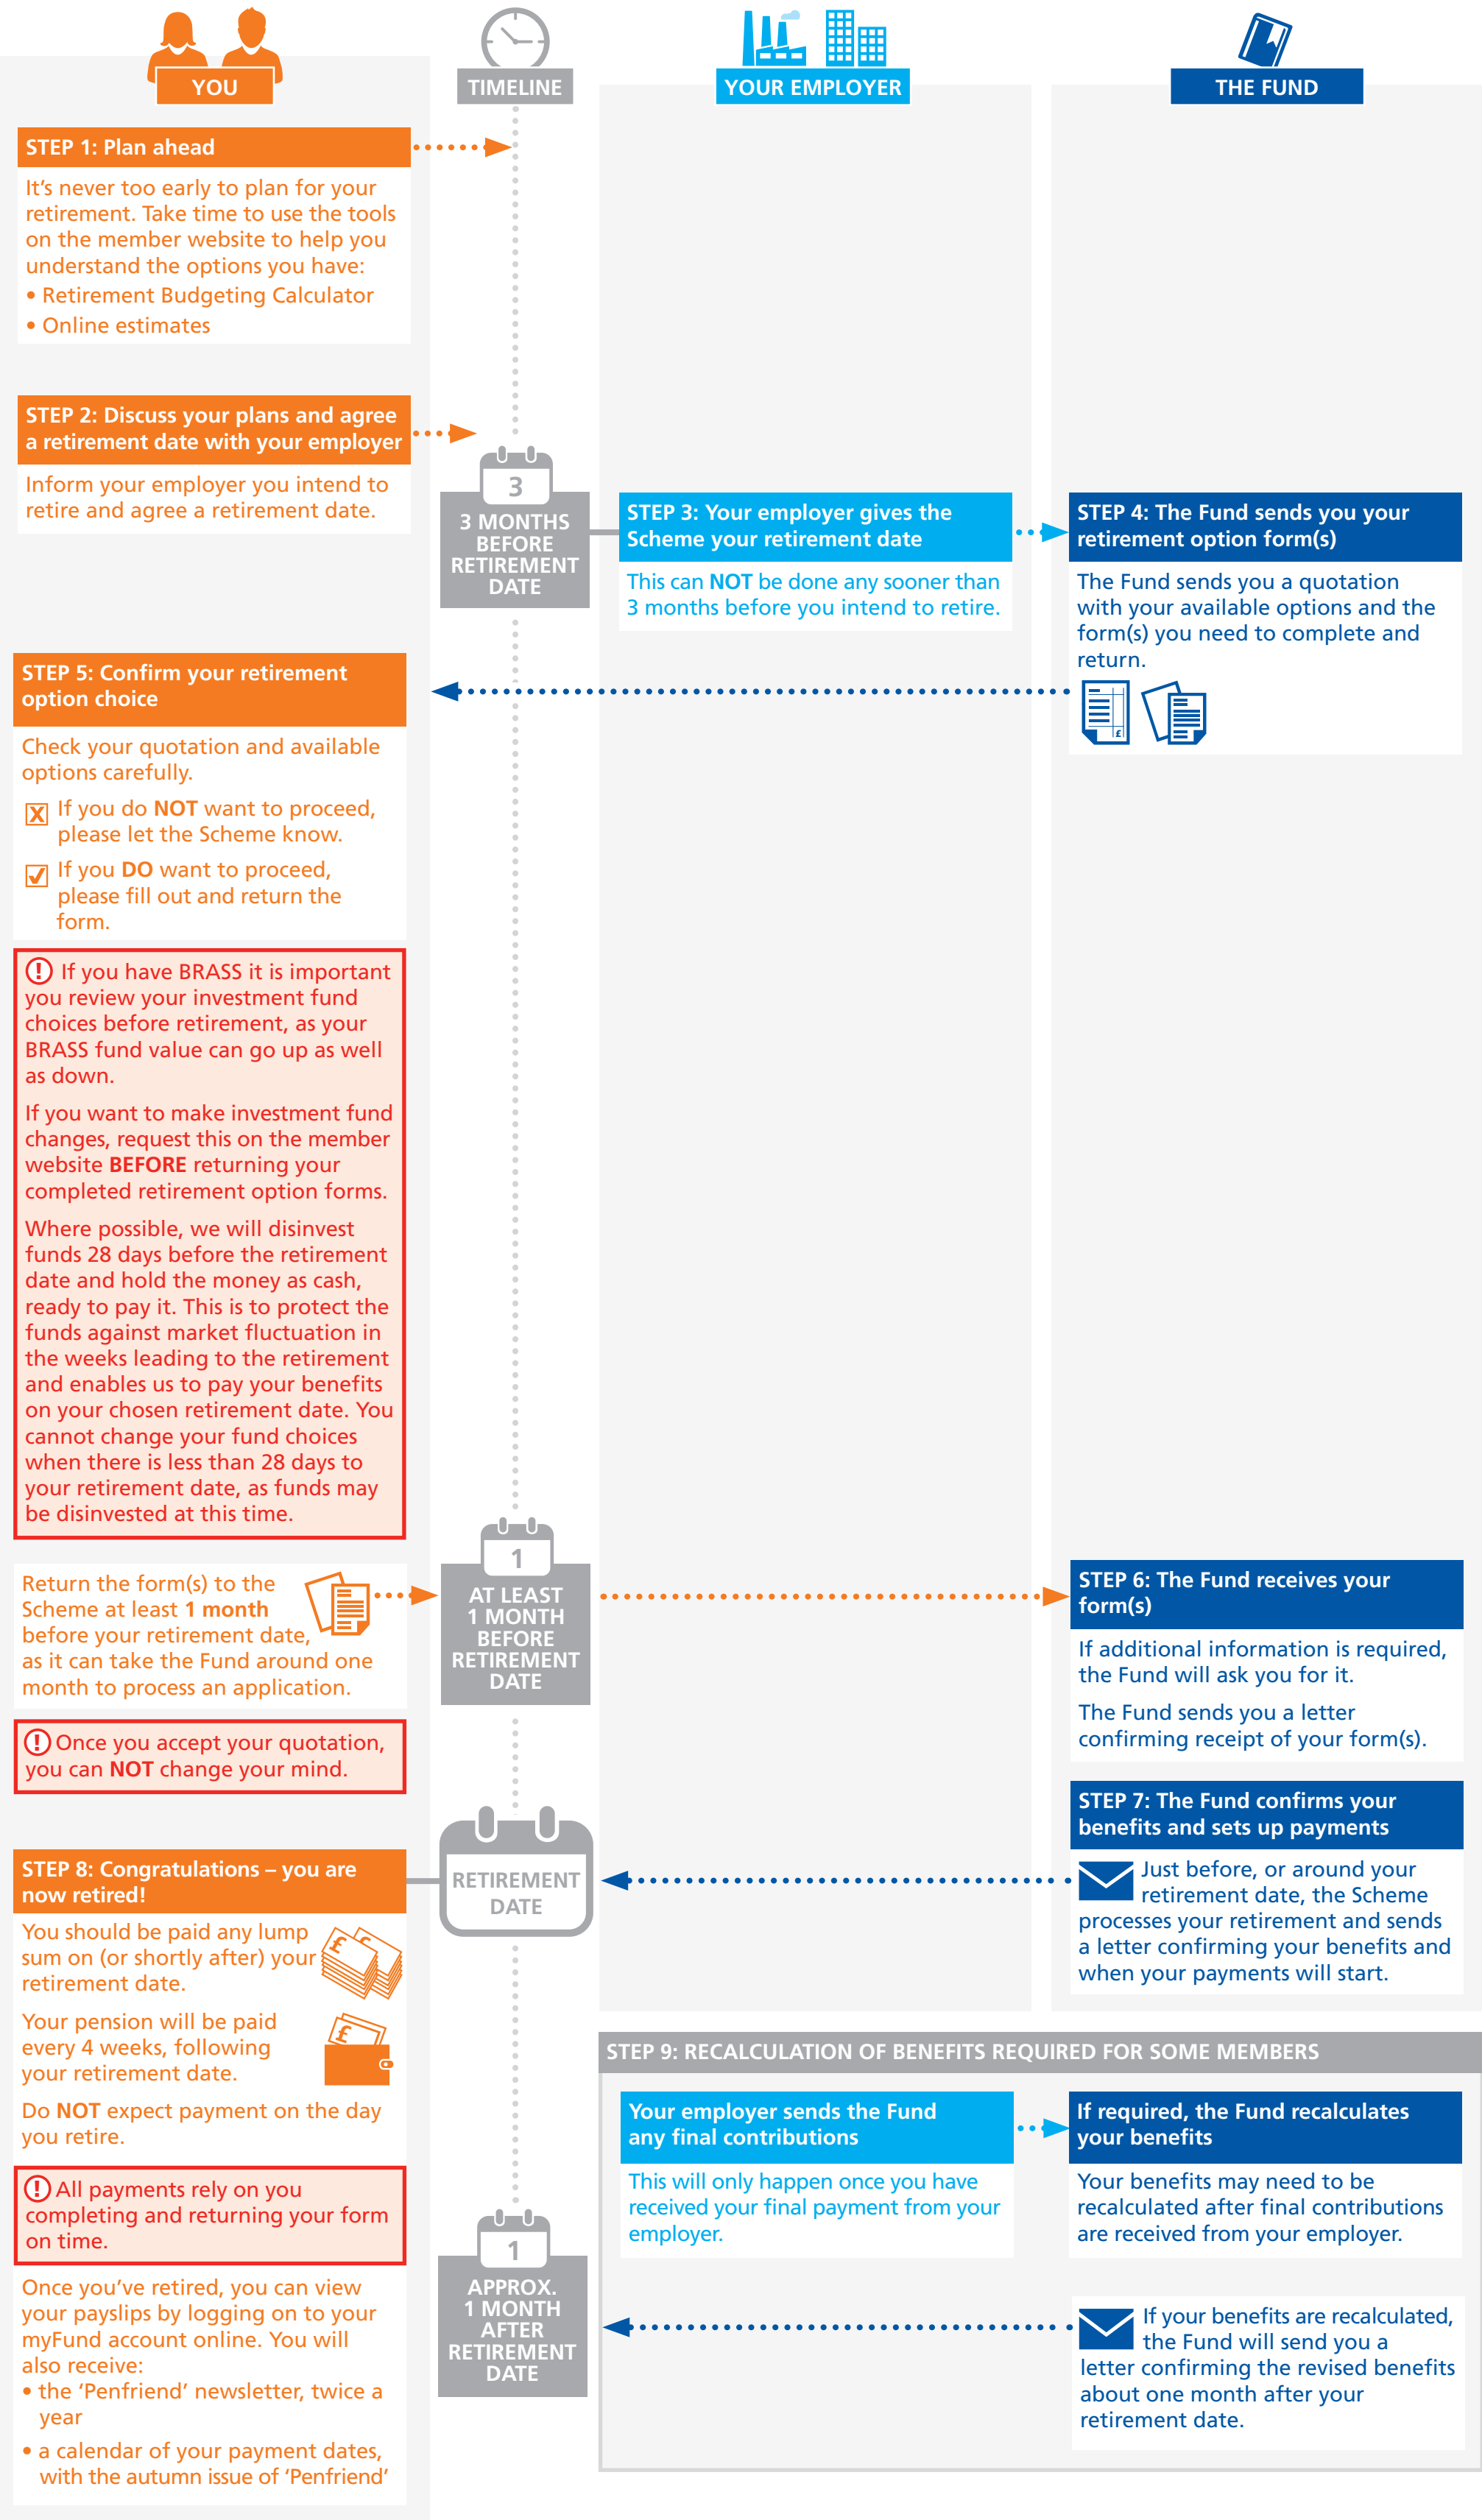 YOU
TIMELINE
YOUR EMPLOYER
THE FUND
STEP 1: Plan ahead
It’s never too early to plan for your
retirement. Take time to use the tools
on the member website to help you
understand the options you have:
• Retirement Budgeting Calculator
• Online estimates
STEP 2: Discuss your plans and agree
a retirement date with your employer
Inform your employer you intend to
retire and agree a retirement date.
3
3 MONTHS
BEFORE
RETIREMENT
DATE
STEP 3: Your employer gives the
Scheme your retirement date
This can NOT be done any sooner than
3 months before you intend to retire.
STEP 4: The Fund sends you your
retirement option form(s)
The Fund sends you a quotation
with your available options and the
form(s) you need to complete and
return.
£
STEP 5: Confirm your retirement
option choice
Check your quotation and available
options carefully.
X If you do NOT want to proceed,
please let the Scheme know.
✔ If you DO want to proceed,
please fill out and return the
form.
! If you have BRASS it is important
you review your investment fund
choices before retirement, as your
BRASS fund value can go up as well
as down.
If you want to make investment fund
changes, request this on the member
website BEFORE returning your
completed retirement option forms.
Where possible, we will disinvest
funds 28 days before the retirement
date and hold the money as cash,
ready to pay it. This is to protect the
funds against market fluctuation in
the weeks leading to the retirement
and enables us to pay your benefits
on your chosen retirement date. You
cannot change your fund choices
when there is less than 28 days to
your retirement date, as funds may
be disinvested at this time.
Return the form(s) to the
Scheme at least 1 month
before your retirement date,
as it can take the Fund around one
month to process an application.
! Once you accept your quotation,
you can NOT change your mind.
1
AT LEAST
1 MONTH
BEFORE
RETIREMENT
DATE
STEP 6: The Fund receives your
form(s)
If additional information is required,
the Fund will ask you for it.
The Fund sends you a letter
confirming receipt of your form(s).
STEP 7: The Fund confirms your
benefits and sets up payments
Just before, or around your
retirement date, the Scheme
processes your retirement and sends
a letter confirming your benefits and
when your payments will start.
RETIREMENT
DATE
STEP 8: Congratulations – you are
now retired!
You should be paid any lump
sum on (or shortly after) your
retirement date.
£ £
Your pension will be paid
every 4 weeks, following
your retirement date.
£
Do NOT expect payment on the day
you retire.
! All payments rely on you
completing and returning your form
on time.
Once you’ve retired, you can view
your payslips by logging on to your
myFund account online. You will
also receive:
• the ‘Penfriend’ newsletter, twice a
year
• a calendar of your payment dates,
with the autumn issue of ‘Penfriend’
1
APPROX.
1 MONTH
AFTER
RETIREMENT
DATE
STEP 9: RECALCULATION OF BENEFITS REQUIRED FOR SOME MEMBERS
Your employer sends the Fund
any final contributions
This will only happen once you have
received your final payment from your
employer.
If required, the Fund recalculates
your benefits
Your benefits may need to be
recalculated after final contributions
are received from your employer.
If your benefits are recalculated,
the Fund will send you a
letter confirming the revised benefits
about one month after your
retirement date.